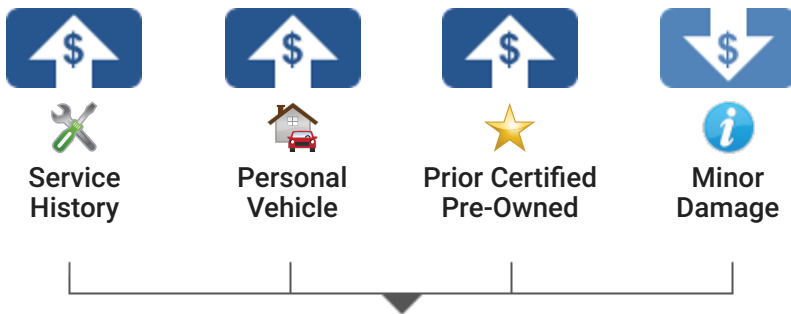 $ $ $ $
Service Personal Prior Certified Minor
History Vehicle Pre-Owned Damage